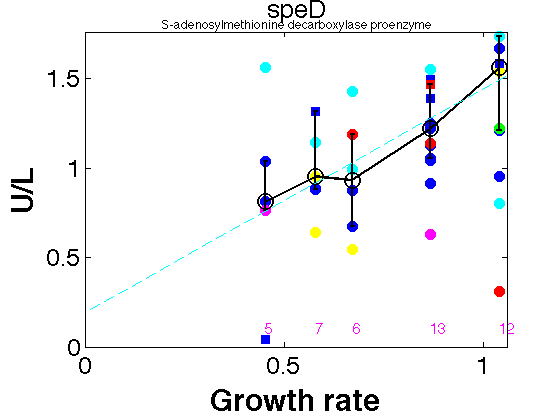 speD
S-adenosylmethionine decarboxylase proenzyme
1.5
1
0.5
0
U/L
5 7 6 13 12
0 0.5 1
Growth rate